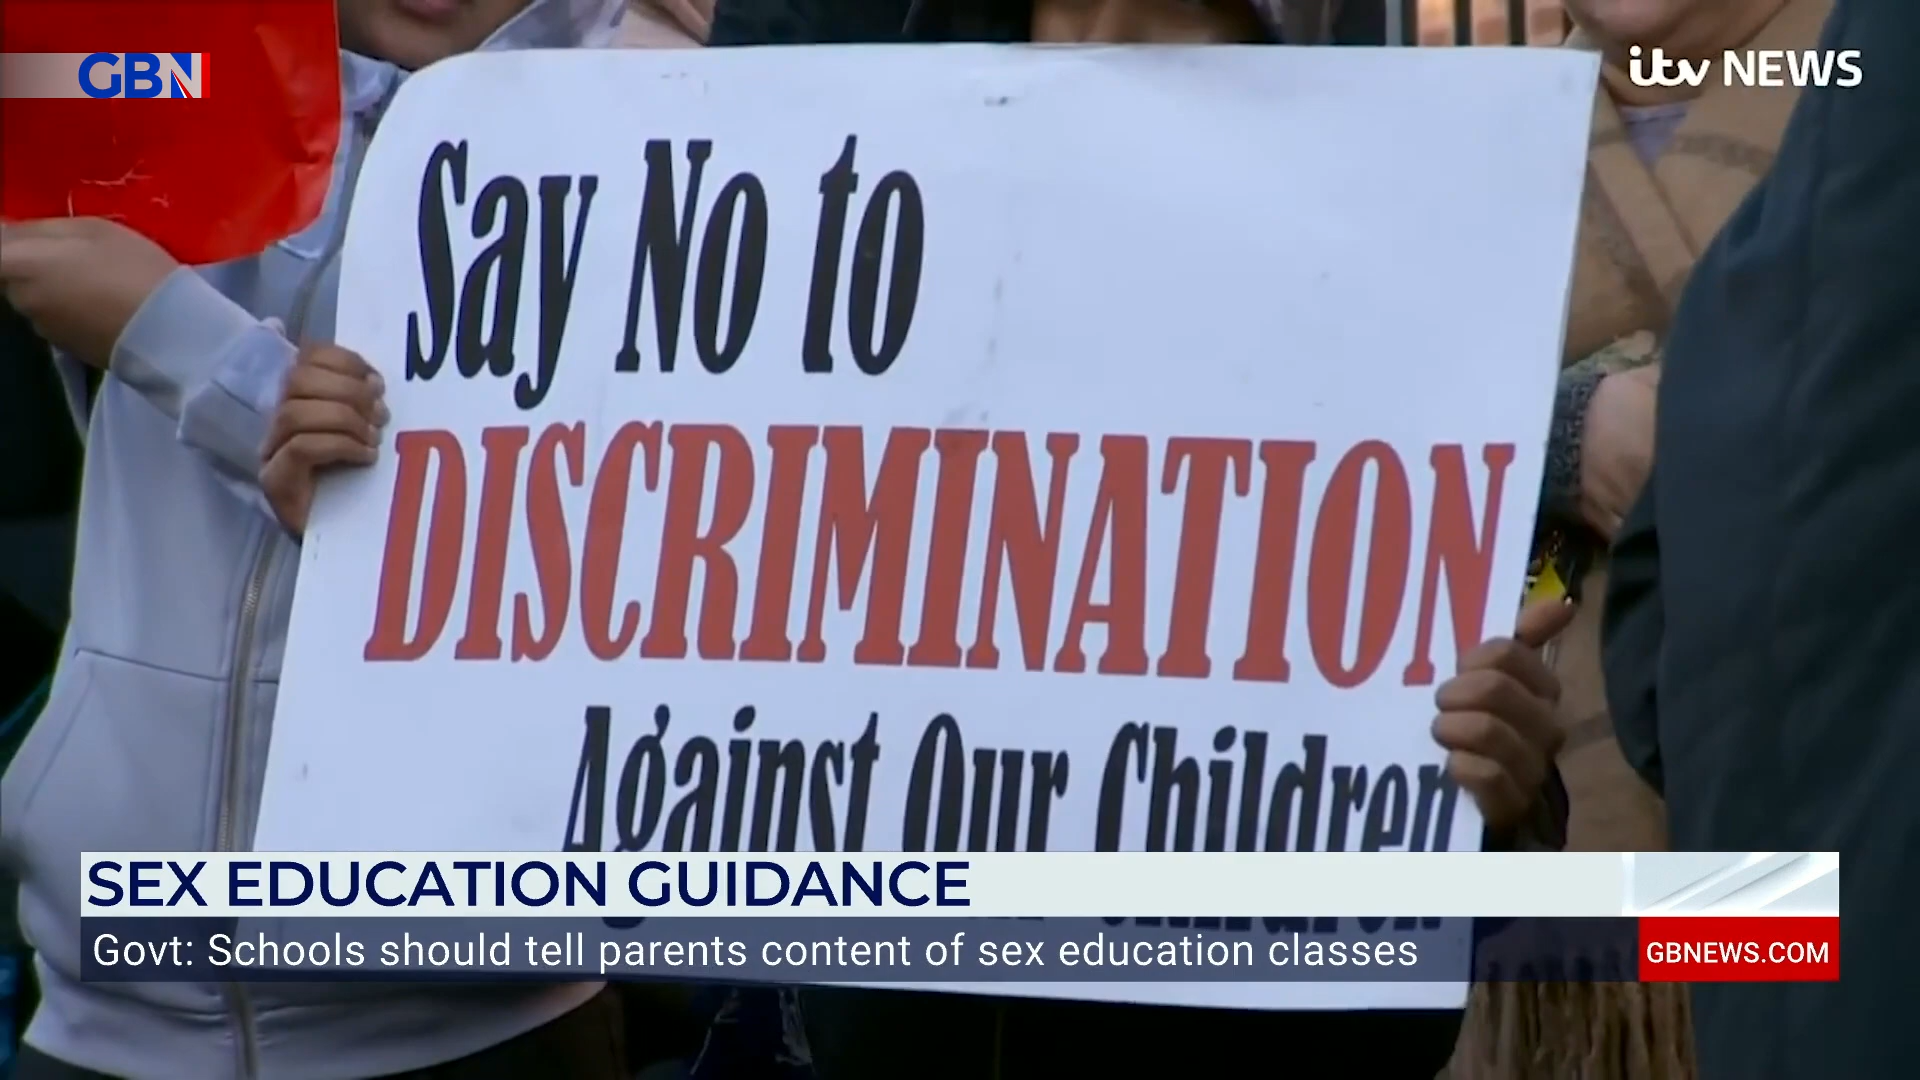 GBN
itv NEWS
Say No to
DISCRIMINATION
Against Our Children
SEX EDUCATION GUIDANCE
Govt: Schools should tell parents content of sex education classes
GBNEWS.COM